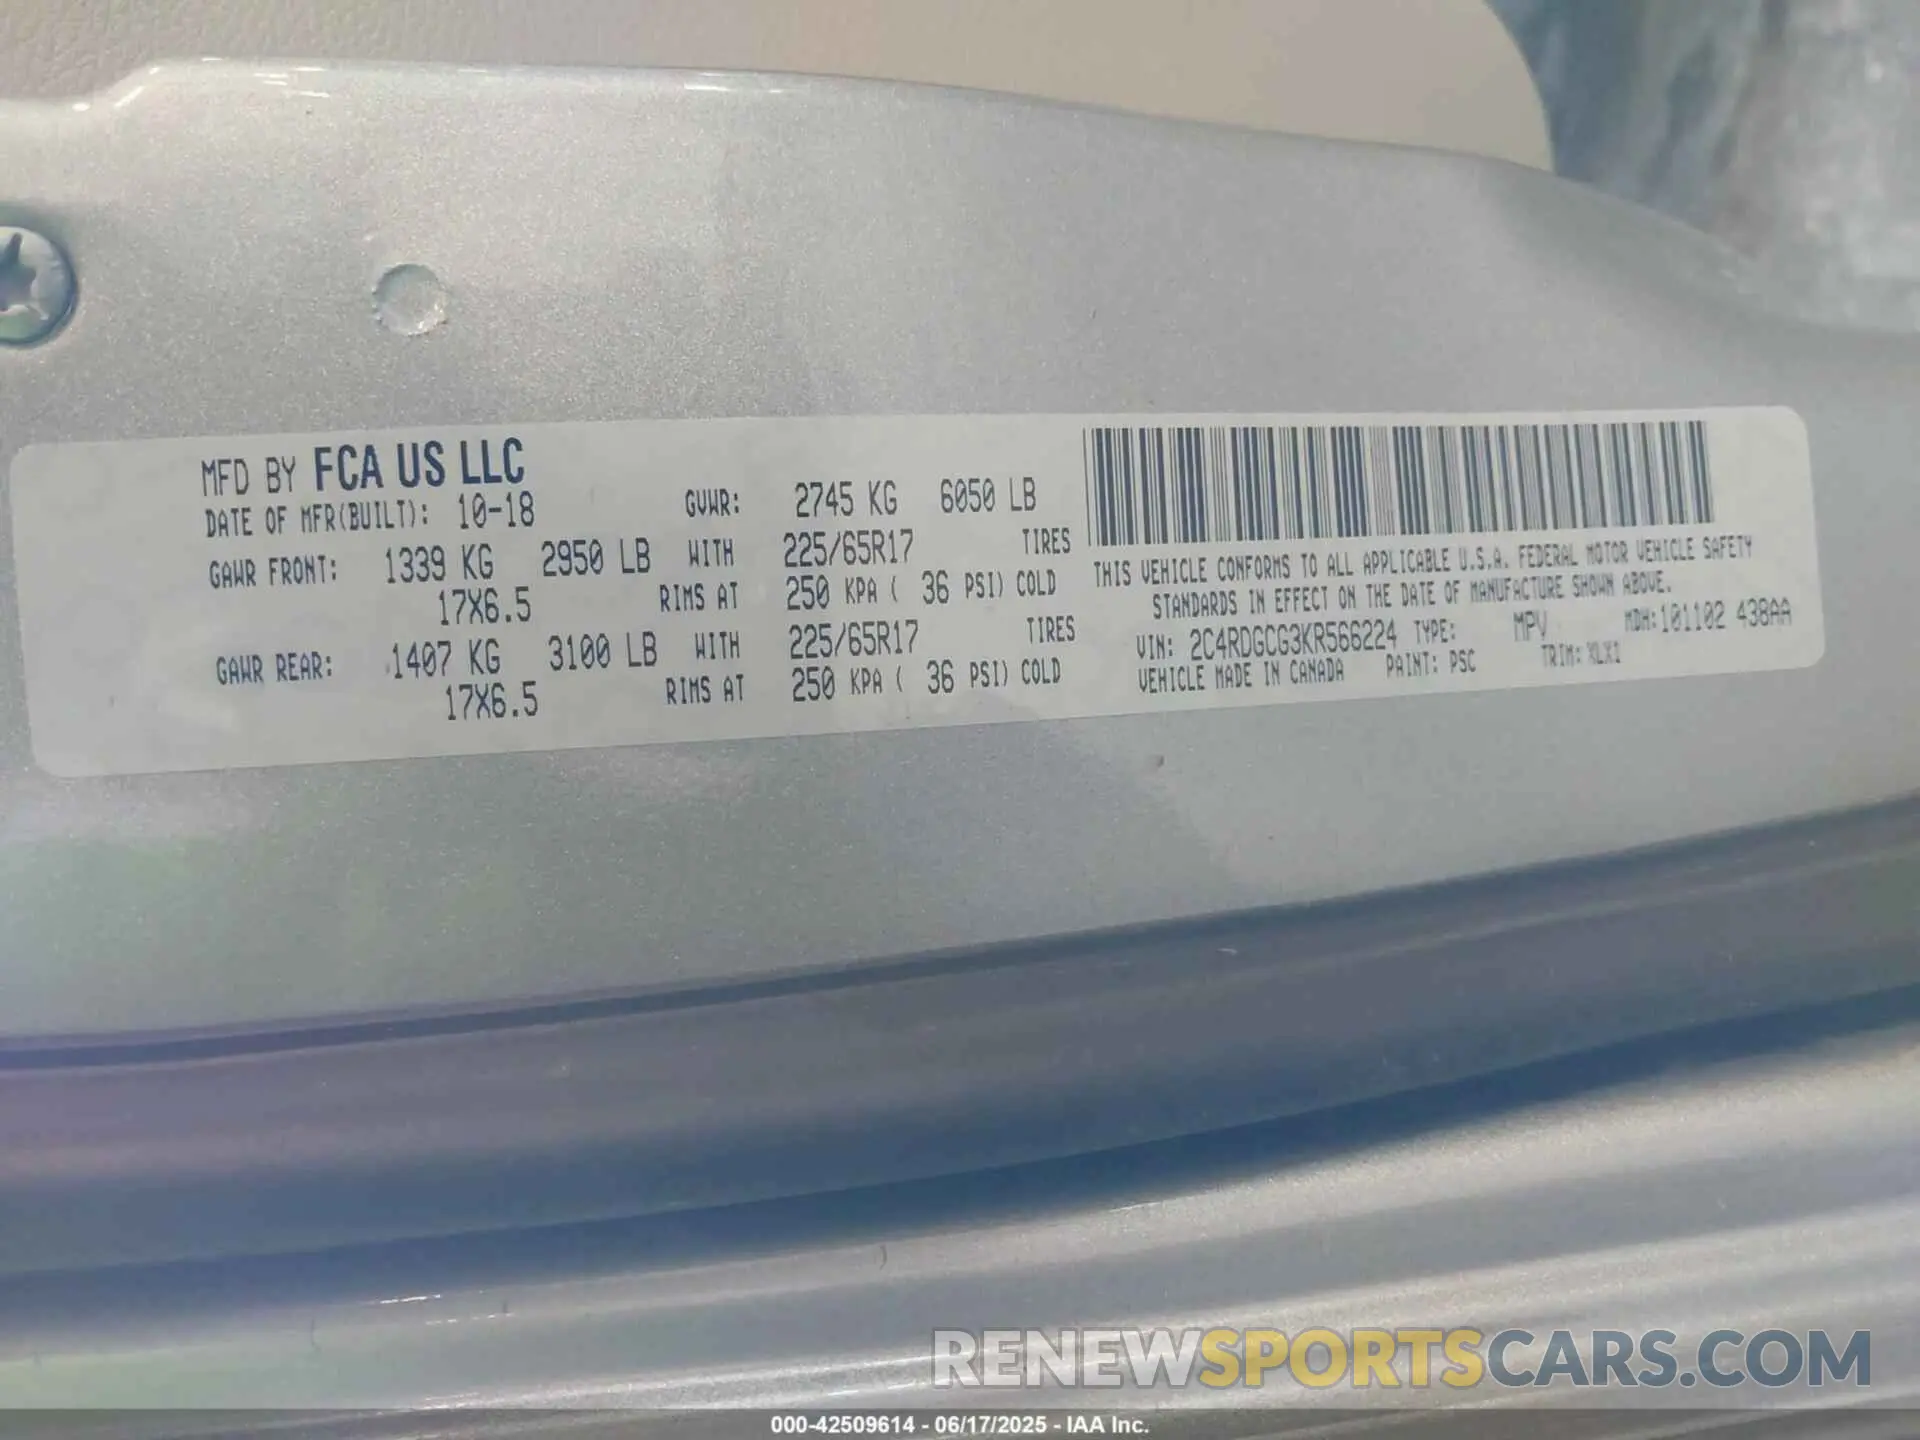 MFD BY FCA US LLC
DATE OF MFR(BUILT): 10-18 GVWR: 2745 KG 6050 LB
GAWR FRONT: 1339 KG 2950 LB WITH 225/65R17 TIRES
17X6.5 RIMS AT 250 KPA ( 36 PSI) COLD
GAWR REAR: 1407 KG 3100 LB WITH 225/65R17 TIRES
17X6.5 RIMS AT 250 KPA ( 36 PSI) COLD
THIS VEHICLE CONFORMS TO ALL APPLICABLE U.S.A. FEDERAL MOTOR VEHICLE SAFETY
STANDARDS IN EFFECT ON THE DATE OF MANUFACTURE SHOWN ABOVE.
VIN: 2C4RDGCG3KR566224 TYPE: MPV MDH: 101102 438AA
VEHICLE MADE IN CANADA PAINT: PSC TRIM: XLX1
RENEWSPORTSCARS.COM
000-42509614 - 06/17/2025 - IAA Inc.